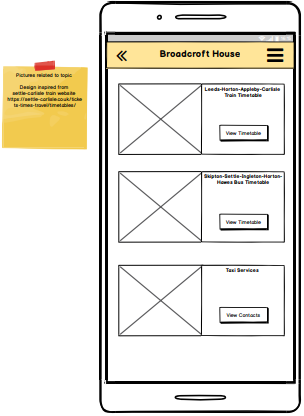 Pictures related to topic
Design inspired from
settle-carlisle train website
https://settle-carlisle.co.uk/ticke
ts-times-travel/timetables/
Broadcroft House
Leeds-Horton-Appleby-Carlisle
Train Timetable
View Timetable
Skipton-Settle-Ingleton-Horton-
Hawes Bus Timetable
View Timetable
Taxi Services
View Contacts